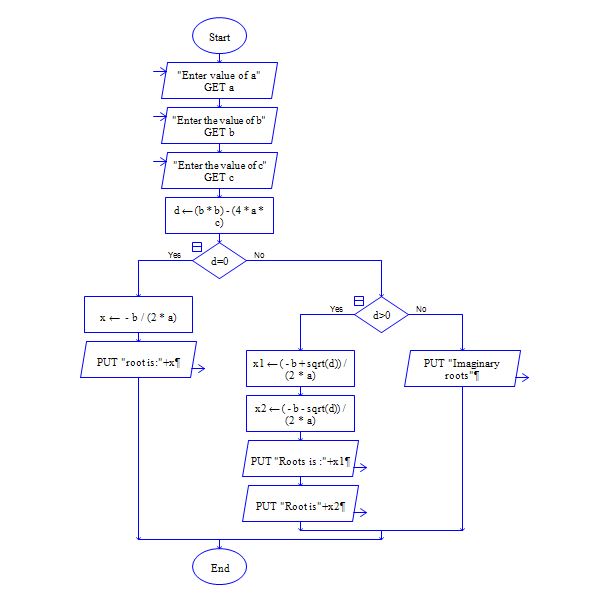 Start
"Enter value of a"
GET a
"Enter the value of b"
GET b
"Enter the value of c"
GET c
d ← (b * b) - (4 * a *
c)
Yes
d=0
No
x ← - b / (2 * a)
PUT "root is:"+x¶
Yes
d>0
No
x1 ← ( - b + sqrt(d)) /
(2 * a)
x2 ← ( - b - sqrt(d)) /
(2 * a)
PUT "Roots is :"+x1¶
PUT "Root is"+x2¶
PUT "Imaginary
roots"¶
End